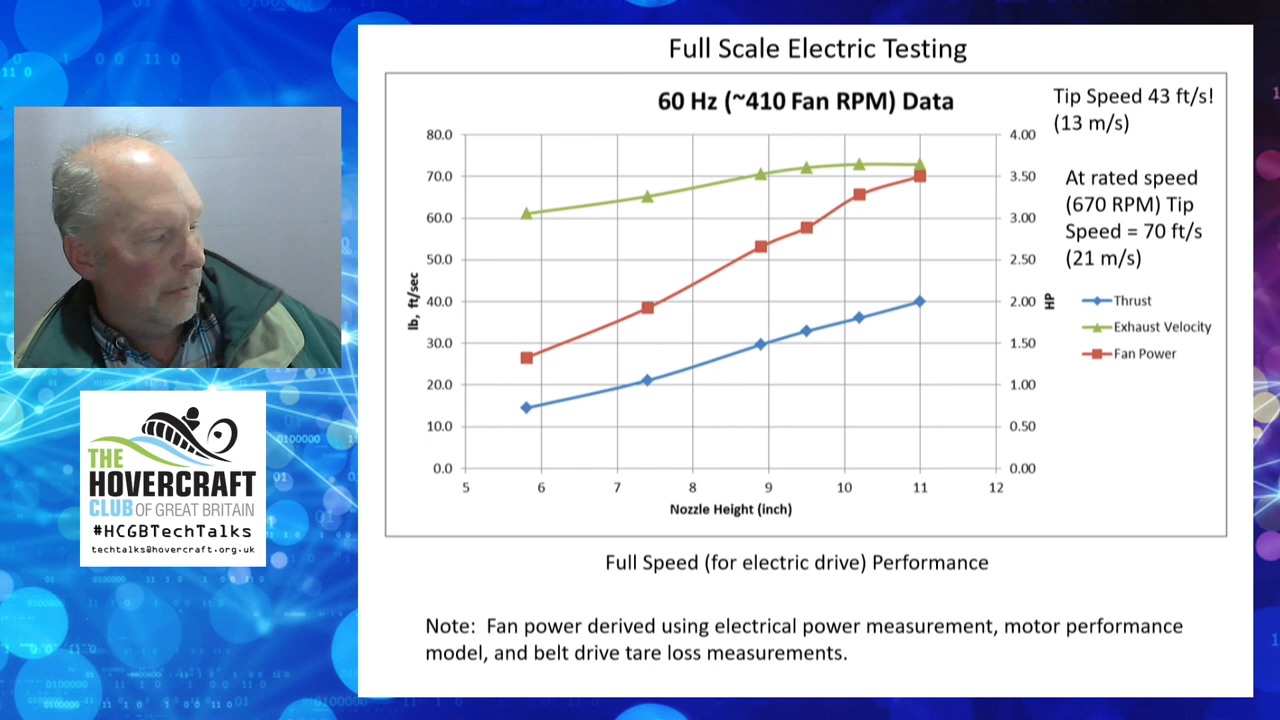 Full Scale Electric Testing
60 Hz (~410 Fan RPM) Data
Tip Speed 43 ft/s!
(13 m/s)
At rated speed
(670 RPM) Tip
Speed = 70 ft/s
(21 m/s)
80.0
70.0
60.0
50.0
40.0
30.0
20.0
10.0
0.0
lb, ft/sec
4.00
3.50
3.00
2.50
2.00
1.50
1.00
0.50
0.00
HP
Thrust
Exhaust Velocity
Fan Power
5 6 7 8 9 10 11 12
Nozzle Height (inch)
Full Speed (for electric drive) Performance
Note: Fan power derived using electrical power measurement, motor performance
model, and belt drive tare loss measurements.
THE
HOVERCRAFT
CLUB OF GREAT BRITAIN
#HCGBTechTalks
techtalks@hovercraft.org.uk